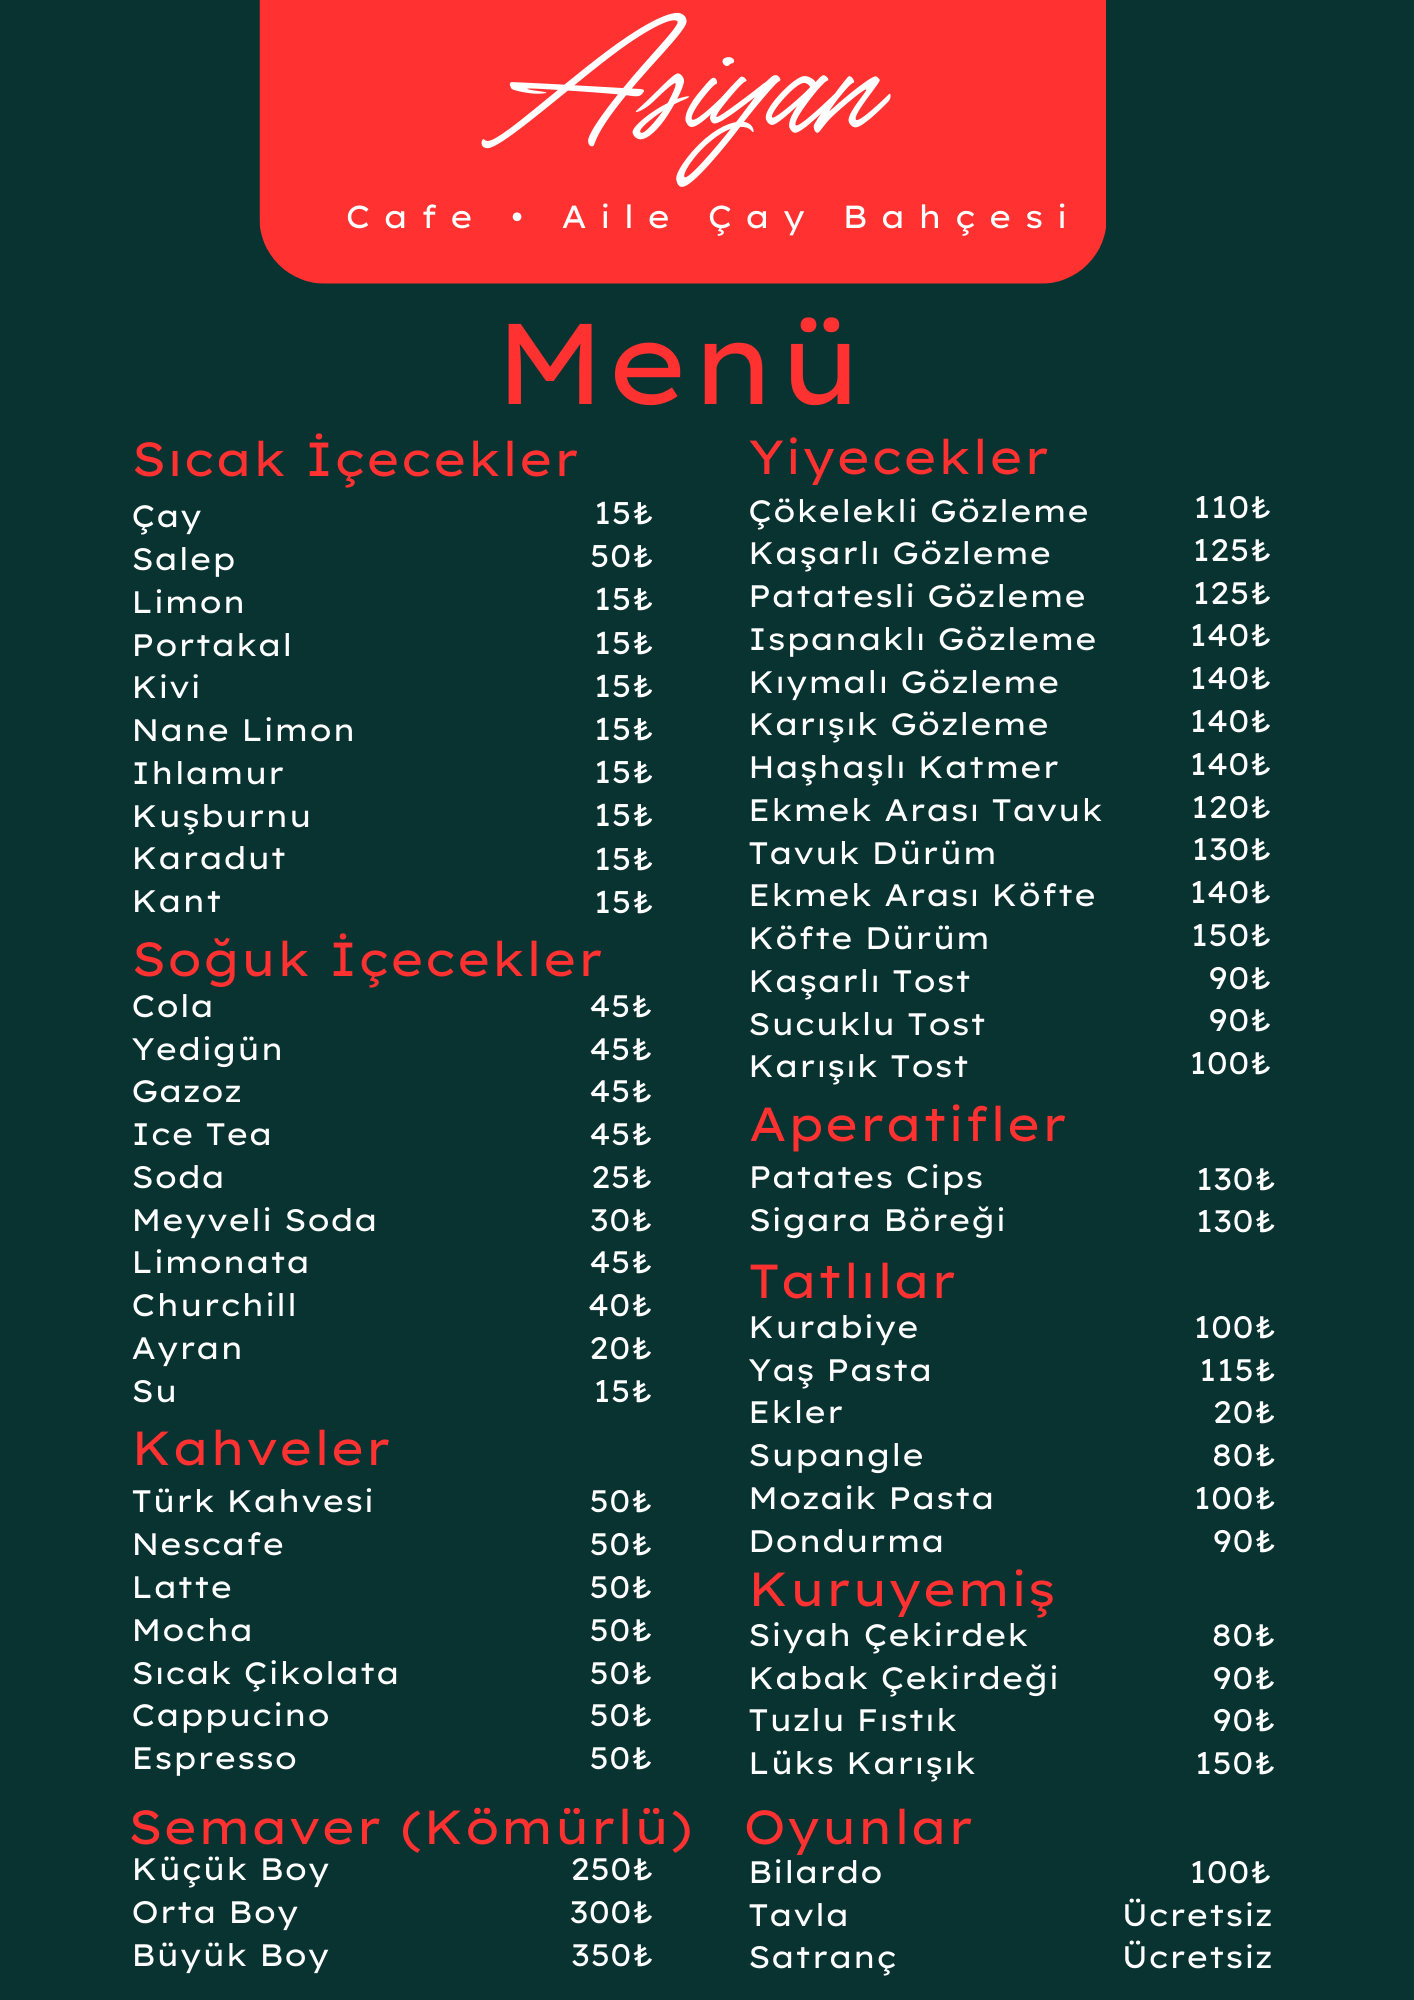 Asiyan
Cafe • Aile Çay Bahçesi
Menü
Sıcak İçecekler
Çay 15₺
Salep 50₺
Limon 15₺
Portakal 15₺
Kivi 15₺
Nane Limon 15₺
Ihlamur 15₺
Kuşburnu 15₺
Karadut 15₺
Kant 15₺
Soğuk İçecekler
Cola 45₺
Yedigün 45₺
Gazoz 45₺
Ice Tea 45₺
Soda 25₺
Meyveli Soda 30₺
Limonata 45₺
Churchill 40₺
Ayran 20₺
Su 15₺
Kahveler
Türk Kahvesi 50₺
Nescafe 50₺
Latte 50₺
Mocha 50₺
Sıcak Çikolata 50₺
Cappucino 50₺
Espresso 50₺
Semaver (Kömürlü)
Küçük Boy 250₺
Orta Boy 300₺
Büyük Boy 350₺
Yiyecekler
Çökelekli Gözleme 110₺
Kaşarlı Gözleme 125₺
Patatesli Gözleme 125₺
Ispanaklı Gözleme 140₺
Kıymalı Gözleme 140₺
Karışık Gözleme 140₺
Haşhaşlı Katmer 140₺
Ekmek Arası Tavuk 120₺
Tavuk Dürüm 130₺
Ekmek Arası Köfte 140₺
Köfte Dürüm 150₺
Kaşarlı Tost 90₺
Sucuklu Tost 90₺
Karışık Tost 100₺
Aperatifler
Patates Cips 130₺
Sigara Böreği 130₺
Tatlılar
Kurabiye 100₺
Yaş Pasta 115₺
Ekler 20₺
Supangle 80₺
Mozaik Pasta 100₺
Dondurma 90₺
Kuruyemiş
Siyah Çekirdek 80₺
Kabak Çekirdeği 90₺
Tuzlu Fıstık 90₺
Lüks Karışık 150₺
Oyunlar
Bilardo 100₺
Tavla Ücretsiz
Satranç Ücretsiz